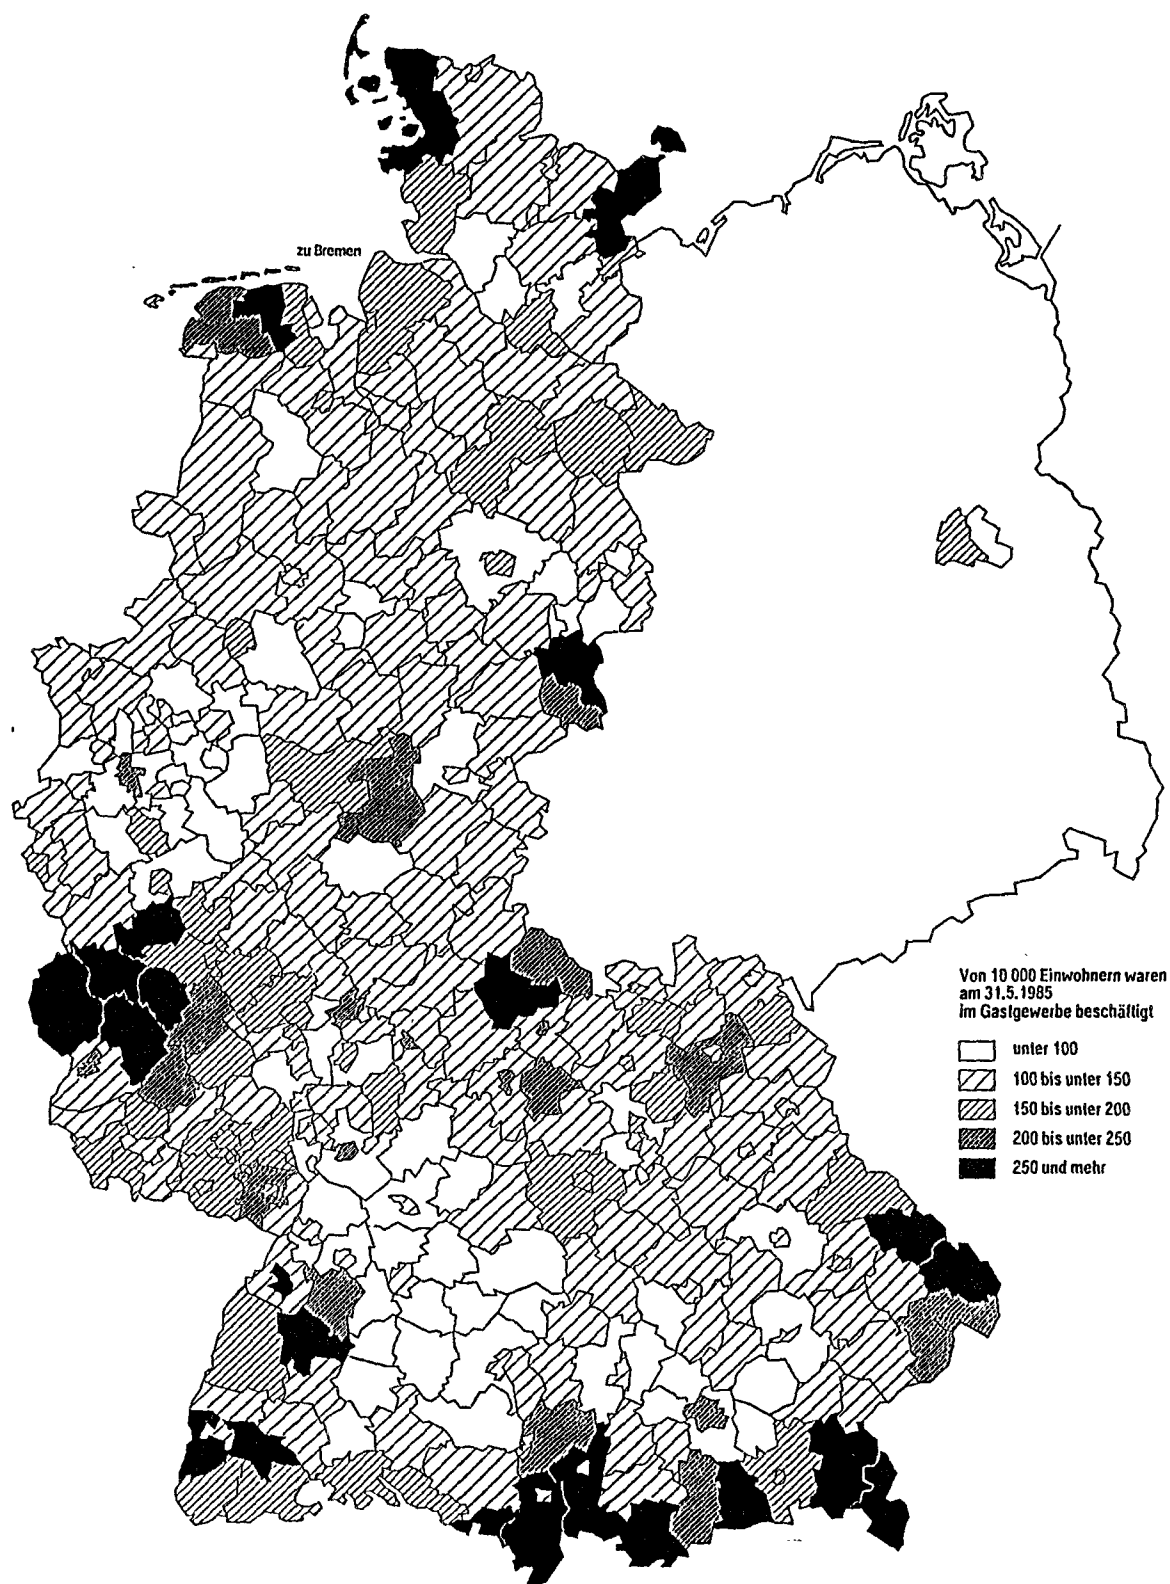 zu Bremen
Von 10 000 Einwohnern waren
am 31.5.1985
im Gastgewerbe beschäftigt
unter 100
100 bis unter 150
150 bis unter 200
200 bis unter 250
250 und mehr